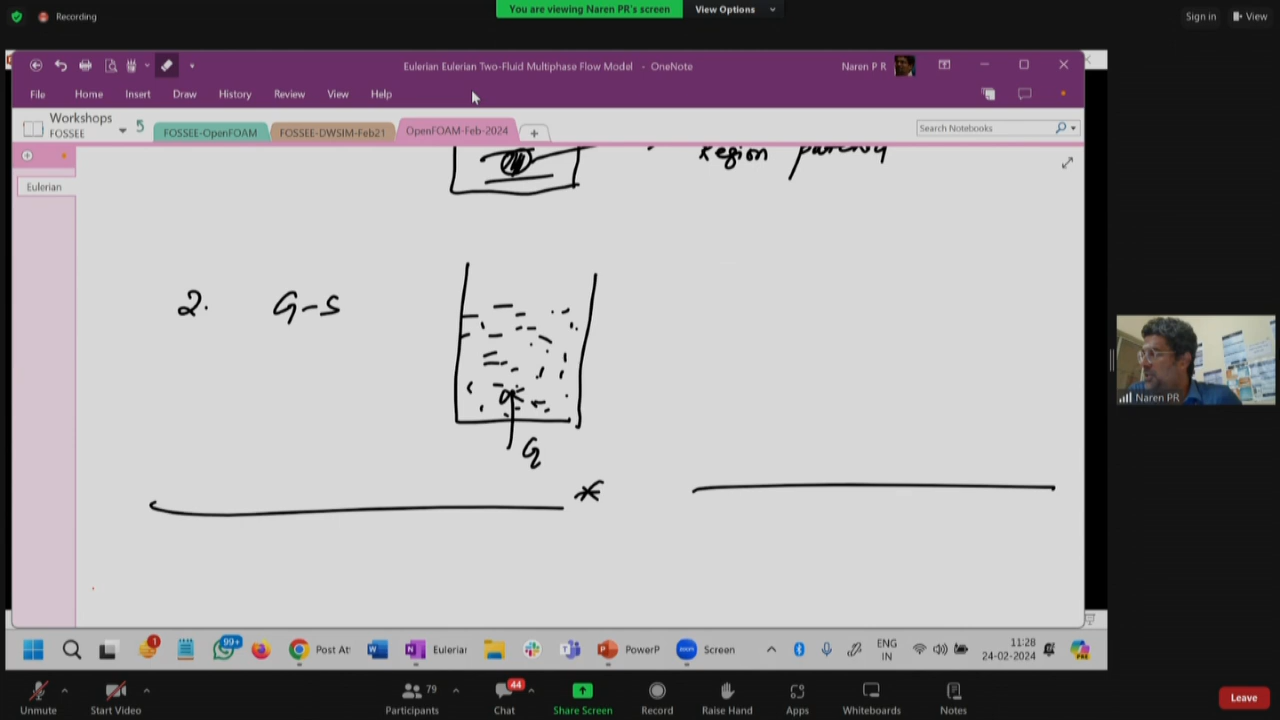 Recording
You are viewing Naren PR's screen
View Options
Sign in
View
Eulerian Eulerian Two-Fluid Multiphase Flow Model - OneNote
Naren P R
File Home Insert Draw History Review View Help
Workshops
FOSSEE
FOSSEE-OpenFOAM
FOSSEE-DWSIM-Feb21
OpenFOAM-Feb-2024
Search Notebooks
Eulerian
Region
2. G-S
G
Naren PR
99+
1
Post At
Eulerian
PowerP
Screen
ENG
IN
11:28
24-02-2024
PRE
Unmute
Start Video
79
Participants
44
Chat
Share Screen
Record
Raise Hand
Apps
Whiteboards
Notes
Leave